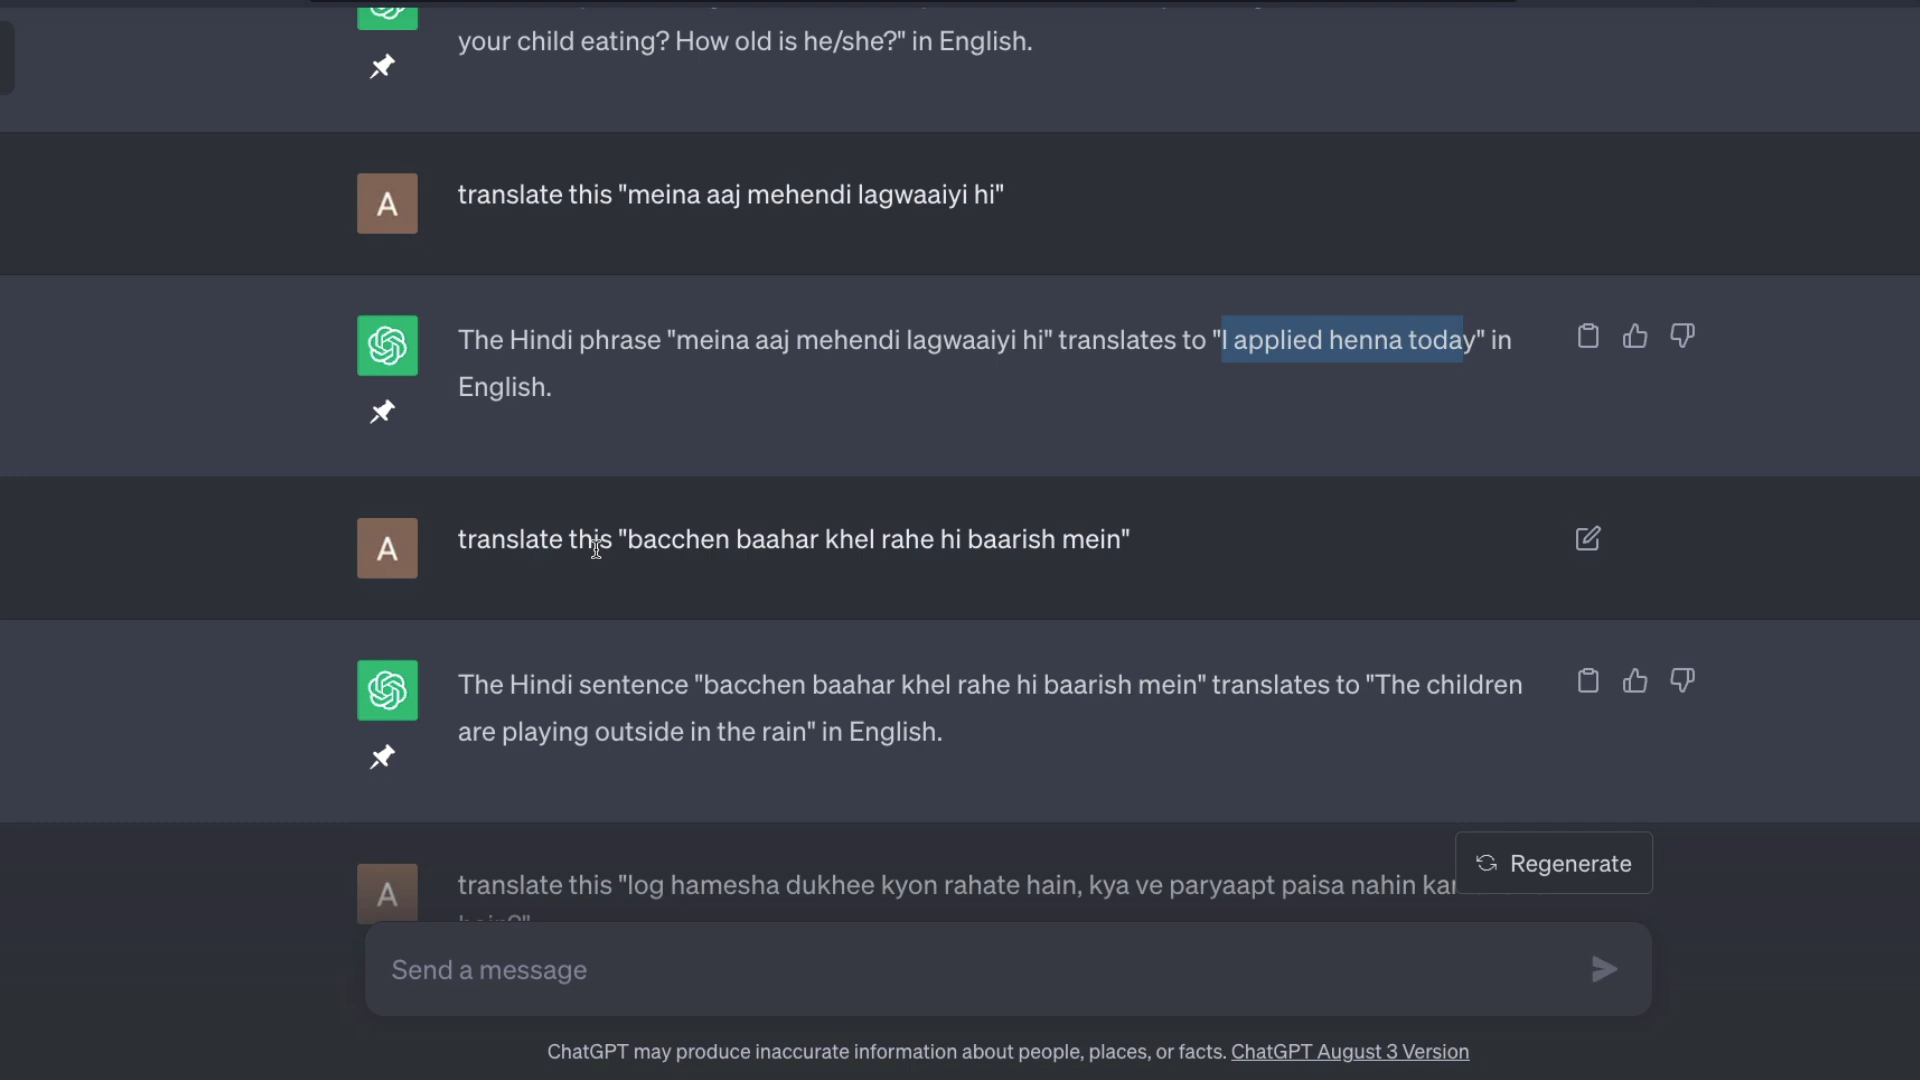 your child eating? How old is he/she?" in English.
A
translate this "meina aaj mehendi lagwaaiyi hi"
The Hindi phrase "meina aaj mehendi lagwaaiyi hi" translates to "I applied henna today" in
English.
A
translate this "bacchen baahar khel rahe hi baarish mein"
The Hindi sentence "bacchen baahar khel rahe hi baarish mein" translates to "The children
are playing outside in the rain" in English.
Regenerate
A
translate this "log hamesha dukhee kyon rahate hain, kya ve paryaapt paisa nahin
Send a message
ChatGPT may produce inaccurate information about people, places, or facts. ChatGPT August 3 Version